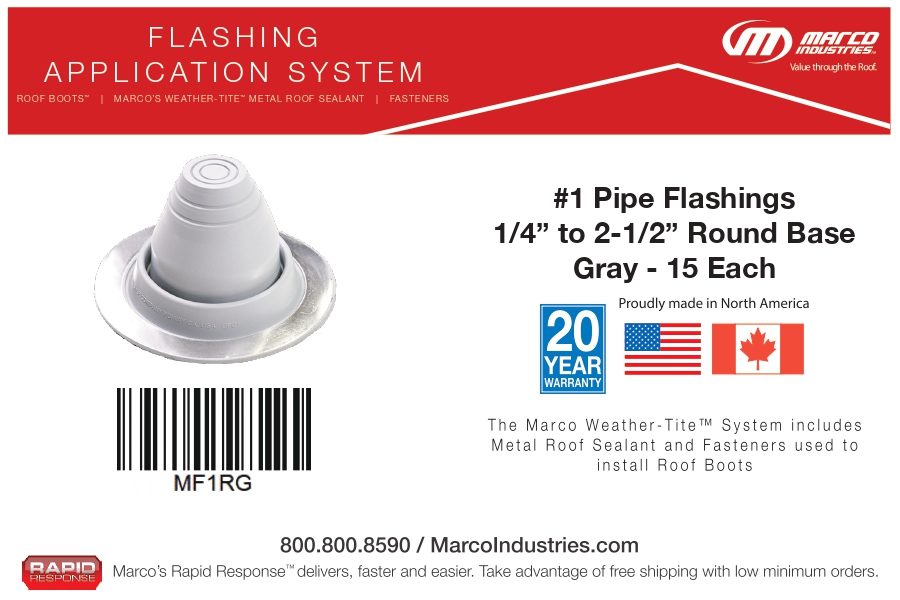 FLASHING
APPLICATION SYSTEM
ROOF BOOTS™ | MARCO'S WEATHER-TITE™ METAL ROOF SEALANT | FASTENERS
MARCO
INDUSTRIES™
Value through the Roof.
#1 Pipe Flashings
1/4” to 2-1/2” Round Base
Gray - 15 Each
Proudly made in North America
20
YEAR
WARRANTY
The Marco Weather-Tite™ System includes
Metal Roof Sealant and Fasteners used to
install Roof Boots
MF1RG
800.800.8590 / MarcoIndustries.com
RAPID
RESPONSE
Marco's Rapid Response™ delivers, faster and easier. Take advantage of free shipping with low minimum orders.